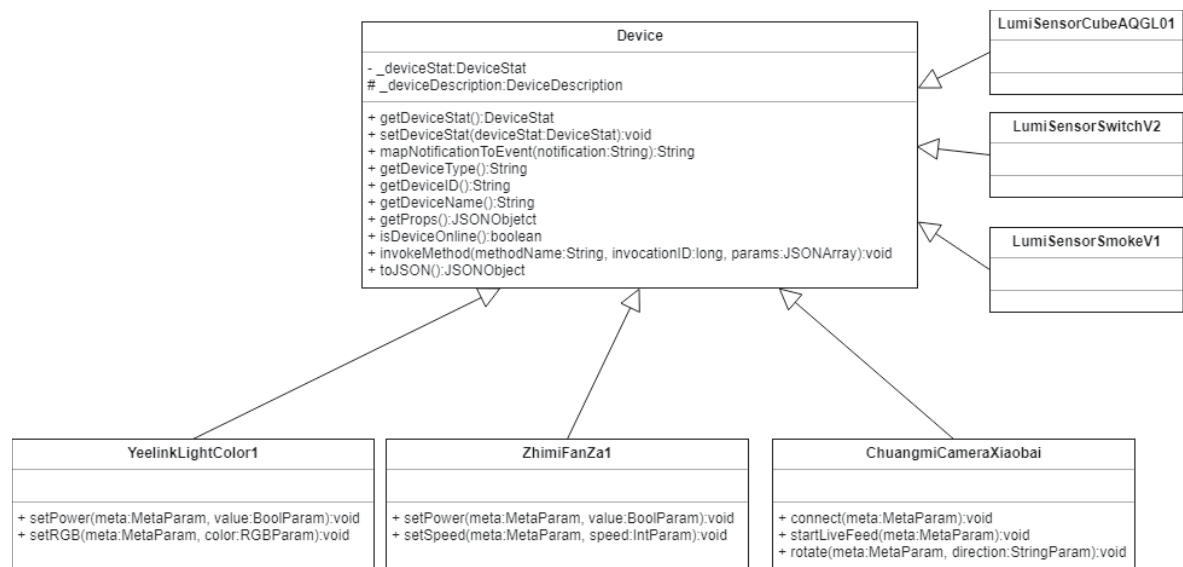 Device
- _deviceStat:DeviceStat
# _deviceDescription:DeviceDescription
+ getDeviceStat():DeviceStat
+ setDeviceStat(deviceStat:DeviceStat):void
+ mapNotificationToEvent(notification:String):String
+ getDeviceType():String
+ getDeviceID():String
+ getDeviceName():String
+ getProps():JSONObjetct
+ isDeviceOnline():boolean
+ invokeMethod(methodName:String, invocationID:long, params:JSONArray):void
+ toJSON():JSONObject
LumiSensorCubeAQGL01
LumiSensorSwitchV2
LumiSensorSmokeV1
YeelinkLightColor1
+ setPower(meta:MetaParam, value:BoolParam):void
+ setRGB(meta:MetaParam, color:RGBParam):void
ZhimiFanZa1
+ setPower(meta:MetaParam, value:BoolParam):void
+ setSpeed(meta:MetaParam, speed:IntParam):void
ChuangmiCameraXiaobai
+ connect(meta:MetaParam):void
+ startLiveFeed(meta:MetaParam):void
+ rotate(meta:MetaParam, direction:StringParam):void